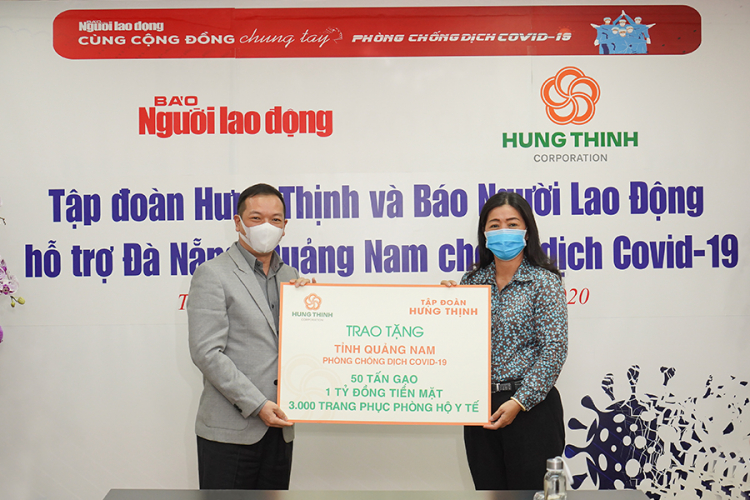 Người lao động
CÙNG CỘNG ĐỒNG chung tay PHÒNG CHỐNG DỊCH COVID-19
BÁO
Người lao động
HUNG THINH
CORPORATION
Tập đoàn Hưng Thịnh và Báo Người Lao Động
hỗ trợ Đà Nẵng Quảng Nam dịch Covid-19
20
HUNG THINH
TẬP ĐOÀN
HƯNG THỊNH
TRAO TẶNG
TỈNH QUẢNG NAM
PHÒNG CHỐNG DỊCH COVID-19
50 TẤN GẠO
1 TỶ ĐỒNG TIỀN MẶT
3.000 TRANG PHỤC PHÒNG HỘ Y TẾ